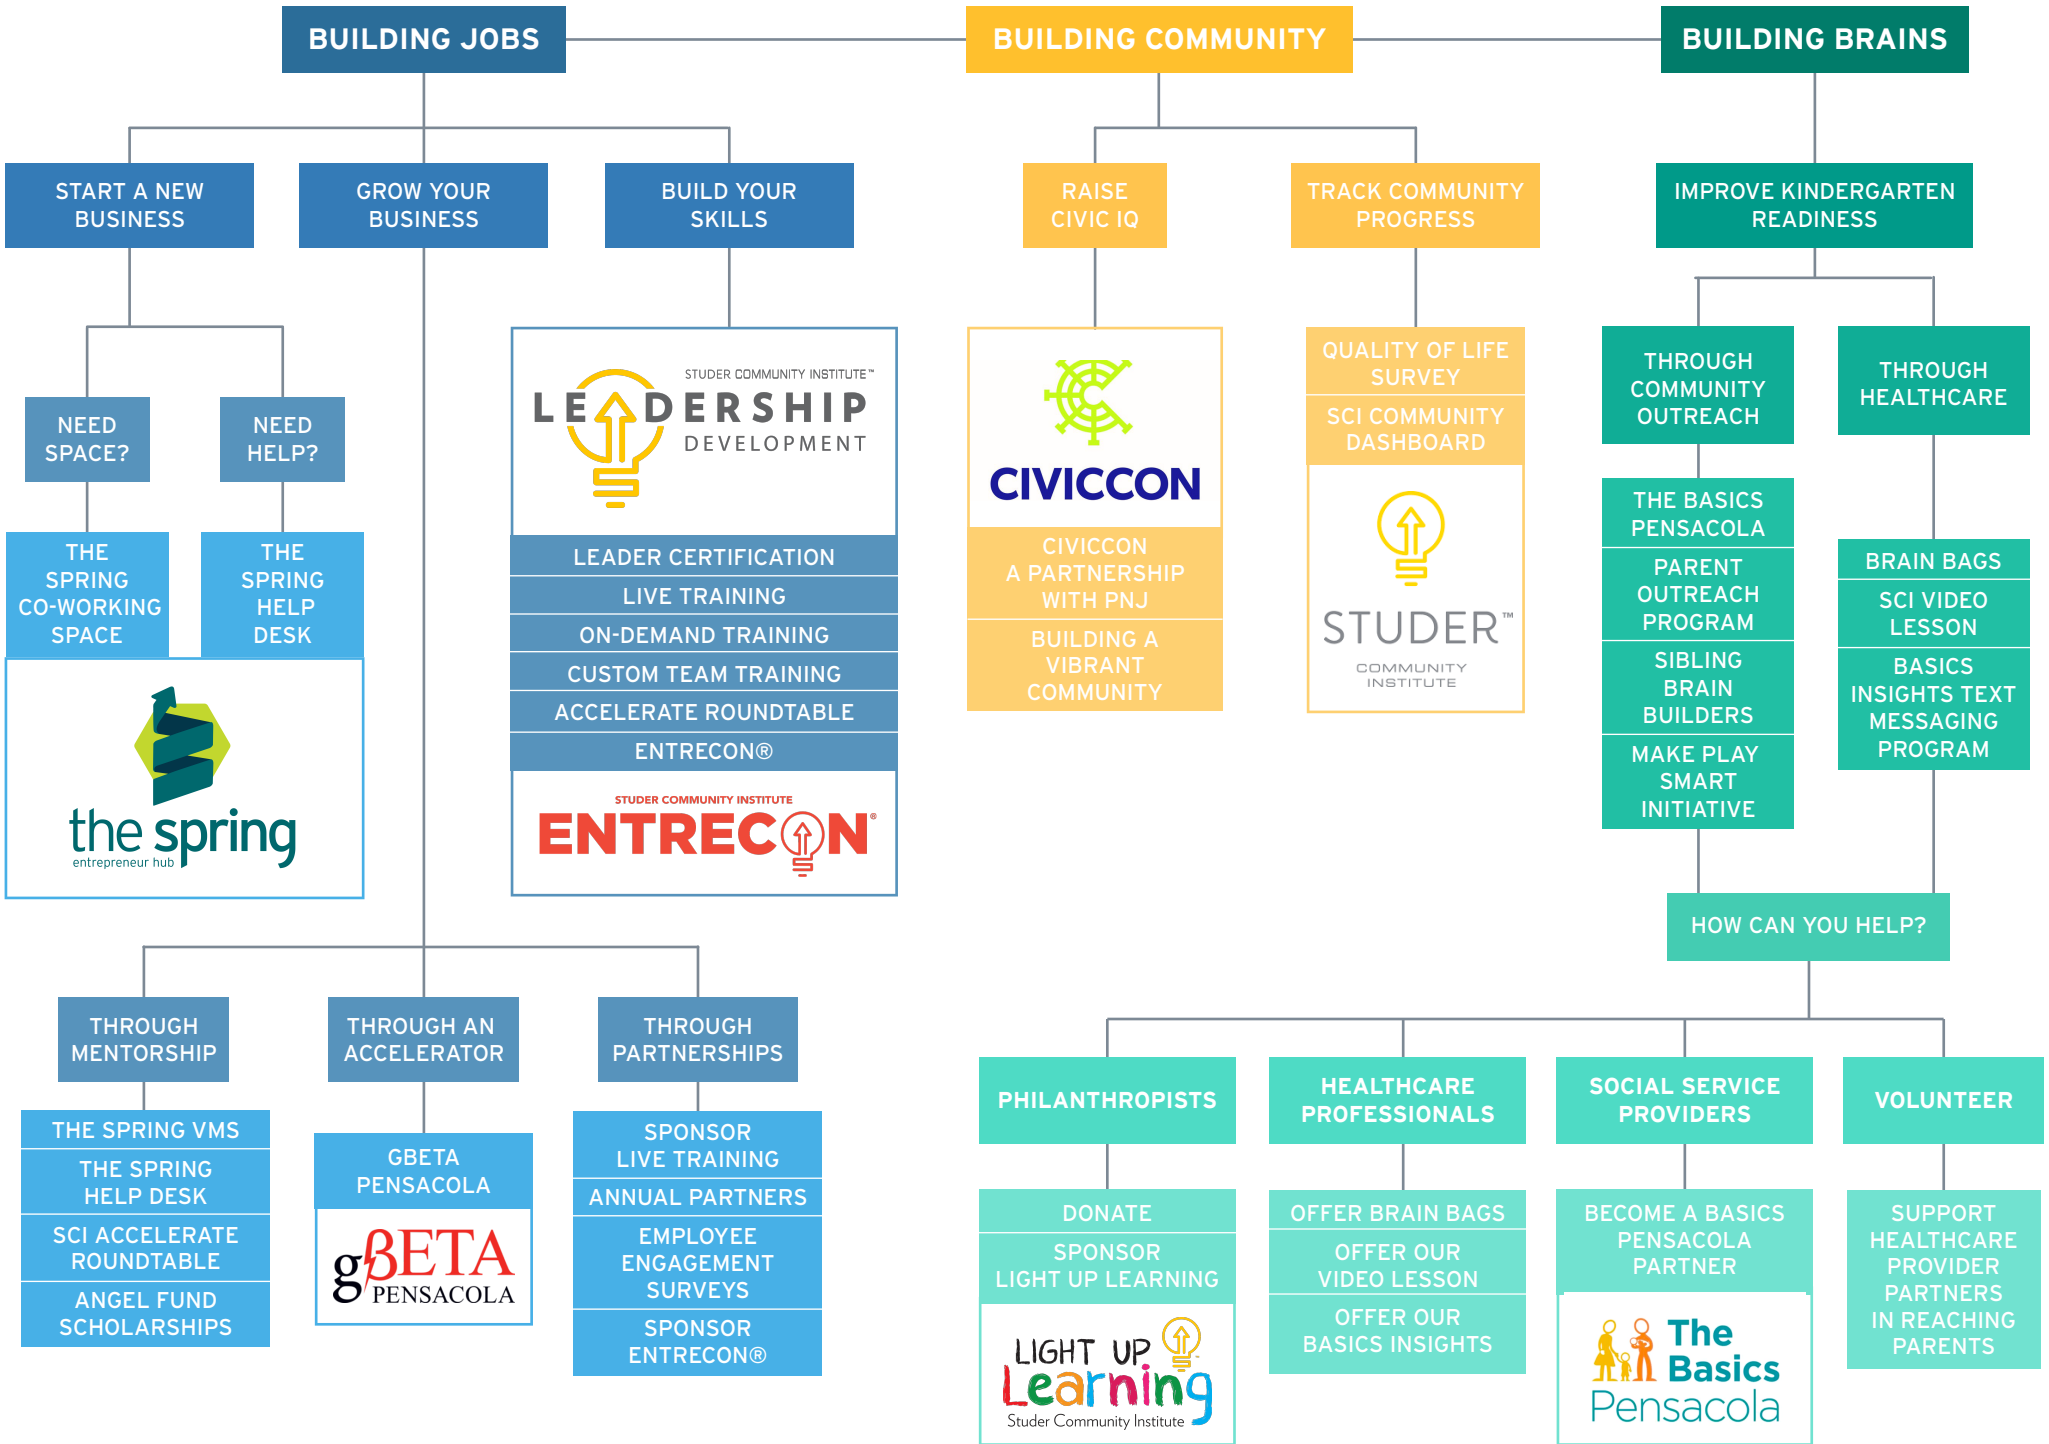 BUILDING JOBS
BUILDING COMMUNITY
BUILDING BRAINS
START A NEW
BUSINESS
GROW YOUR
BUSINESS
BUILD YOUR
SKILLS
RAISE
CIVIC IQ
TRACK COMMUNITY
PROGRESS
IMPROVE KINDERGARTEN
READINESS
NEED
SPACE?
NEED
HELP?
THE
SPRING
CO-WORKING
SPACE
THE
SPRING
HELP
DESK
the spring
entrepreneur hub
STUDER COMMUNITY INSTITUTE™
LEADERSHIP
DEVELOPMENT
LEADER CERTIFICATION
LIVE TRAINING
ON-DEMAND TRAINING
CUSTOM TEAM TRAINING
ACCELERATE ROUNDTABLE
ENTRECON®
STUDER COMMUNITY INSTITUTE
ENTRECON®
CIVICCON
CIVICCON
A PARTNERSHIP
WITH PNJ
BUILDING A
VIBRANT
COMMUNITY
QUALITY OF LIFE
SURVEY
SCI COMMUNITY
DASHBOARD
STUDER™
COMMUNITY
INSTITUTE
THROUGH
COMMUNITY
OUTREACH
THE BASICS
PENSACOLA
PARENT
OUTREACH
PROGRAM
SIBLING
BRAIN
BUILDERS
MAKE PLAY
SMART
INITIATIVE
THROUGH
HEALTHCARE
BRAIN BAGS
SCI VIDEO
LESSON
BASICS
INSIGHTS TEXT
MESSAGING
PROGRAM
HOW CAN YOU HELP?
THROUGH
MENTORSHIP
THE SPRING VMS
THE SPRING
HELP DESK
SCI ACCELERATE
ROUNDTABLE
ANGEL FUND
SCHOLARSHIPS
THROUGH AN
ACCELERATOR
GBETA
PENSACOLA
gβETA
PENSACOLA
THROUGH
PARTNERSHIPS
SPONSOR
LIVE TRAINING
ANNUAL PARTNERS
EMPLOYEE
ENGAGEMENT
SURVEYS
SPONSOR
ENTRECON®
PHILANTHROPISTS
DONATE
SPONSOR
LIGHT UP LEARNING
LIGHT UP
Learning
Studer Community Institute
HEALTHCARE
PROFESSIONALS
OFFER BRAIN BAGS
OFFER OUR
VIDEO LESSON
OFFER OUR
BASICS INSIGHTS
SOCIAL SERVICE
PROVIDERS
BECOME A BASICS
PENSACOLA
PARTNER
The
Basics
Pensacola
VOLUNTEER
SUPPORT
HEALTHCARE
PROVIDER
PARTNERS
IN REACHING
PARENTS